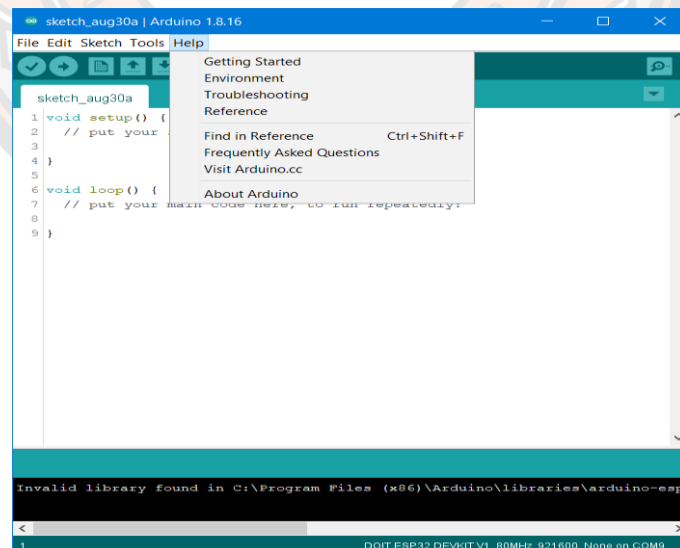 sketch_aug30a | Arduino 1.8.16
File Edit Sketch Tools Help
Getting Started
Environment
Troubleshooting
Reference
Find in Reference Ctrl+Shift+F
Frequently Asked Questions
Visit Arduino.cc
About Arduino
sketch_aug30a
1 void setup() {
2 // put your
3
4 }
5
6 void loop() {
7 // put your main code here, to run repeatedly:
8
9 }
Invalid library found in C:\Program Files (x86)\Arduino\libraries\arduino-esp
1 DOIT ESP32 DEVKIT V1, 80MHz, 921600, None on COM9